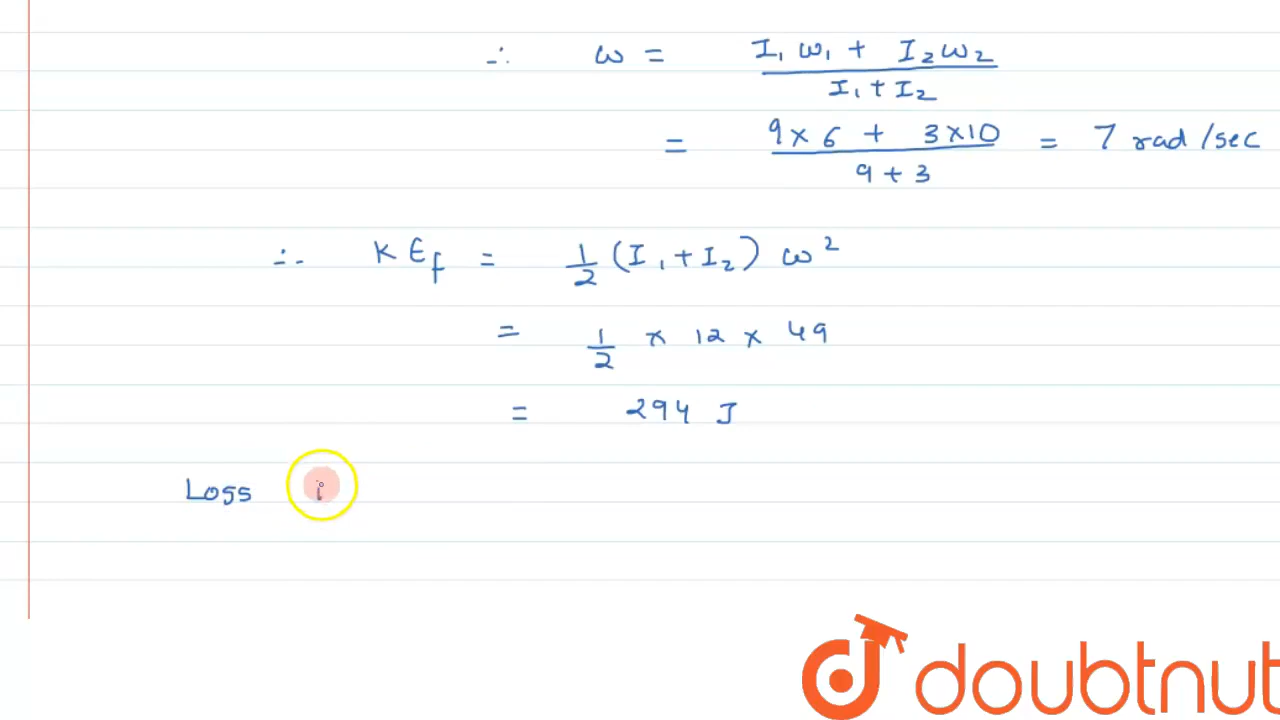 ∴ ω = I₁ω₁ + I₂ω₂ / I₁ + I₂
= 9×6 + 3×10 / 9 + 3 = 7 rad/sec
∴ KE_f = 1/2 (I₁ + I₂) ω²
= 1/2 × 12 × 49
= 294 J
Loss i
doubtnut